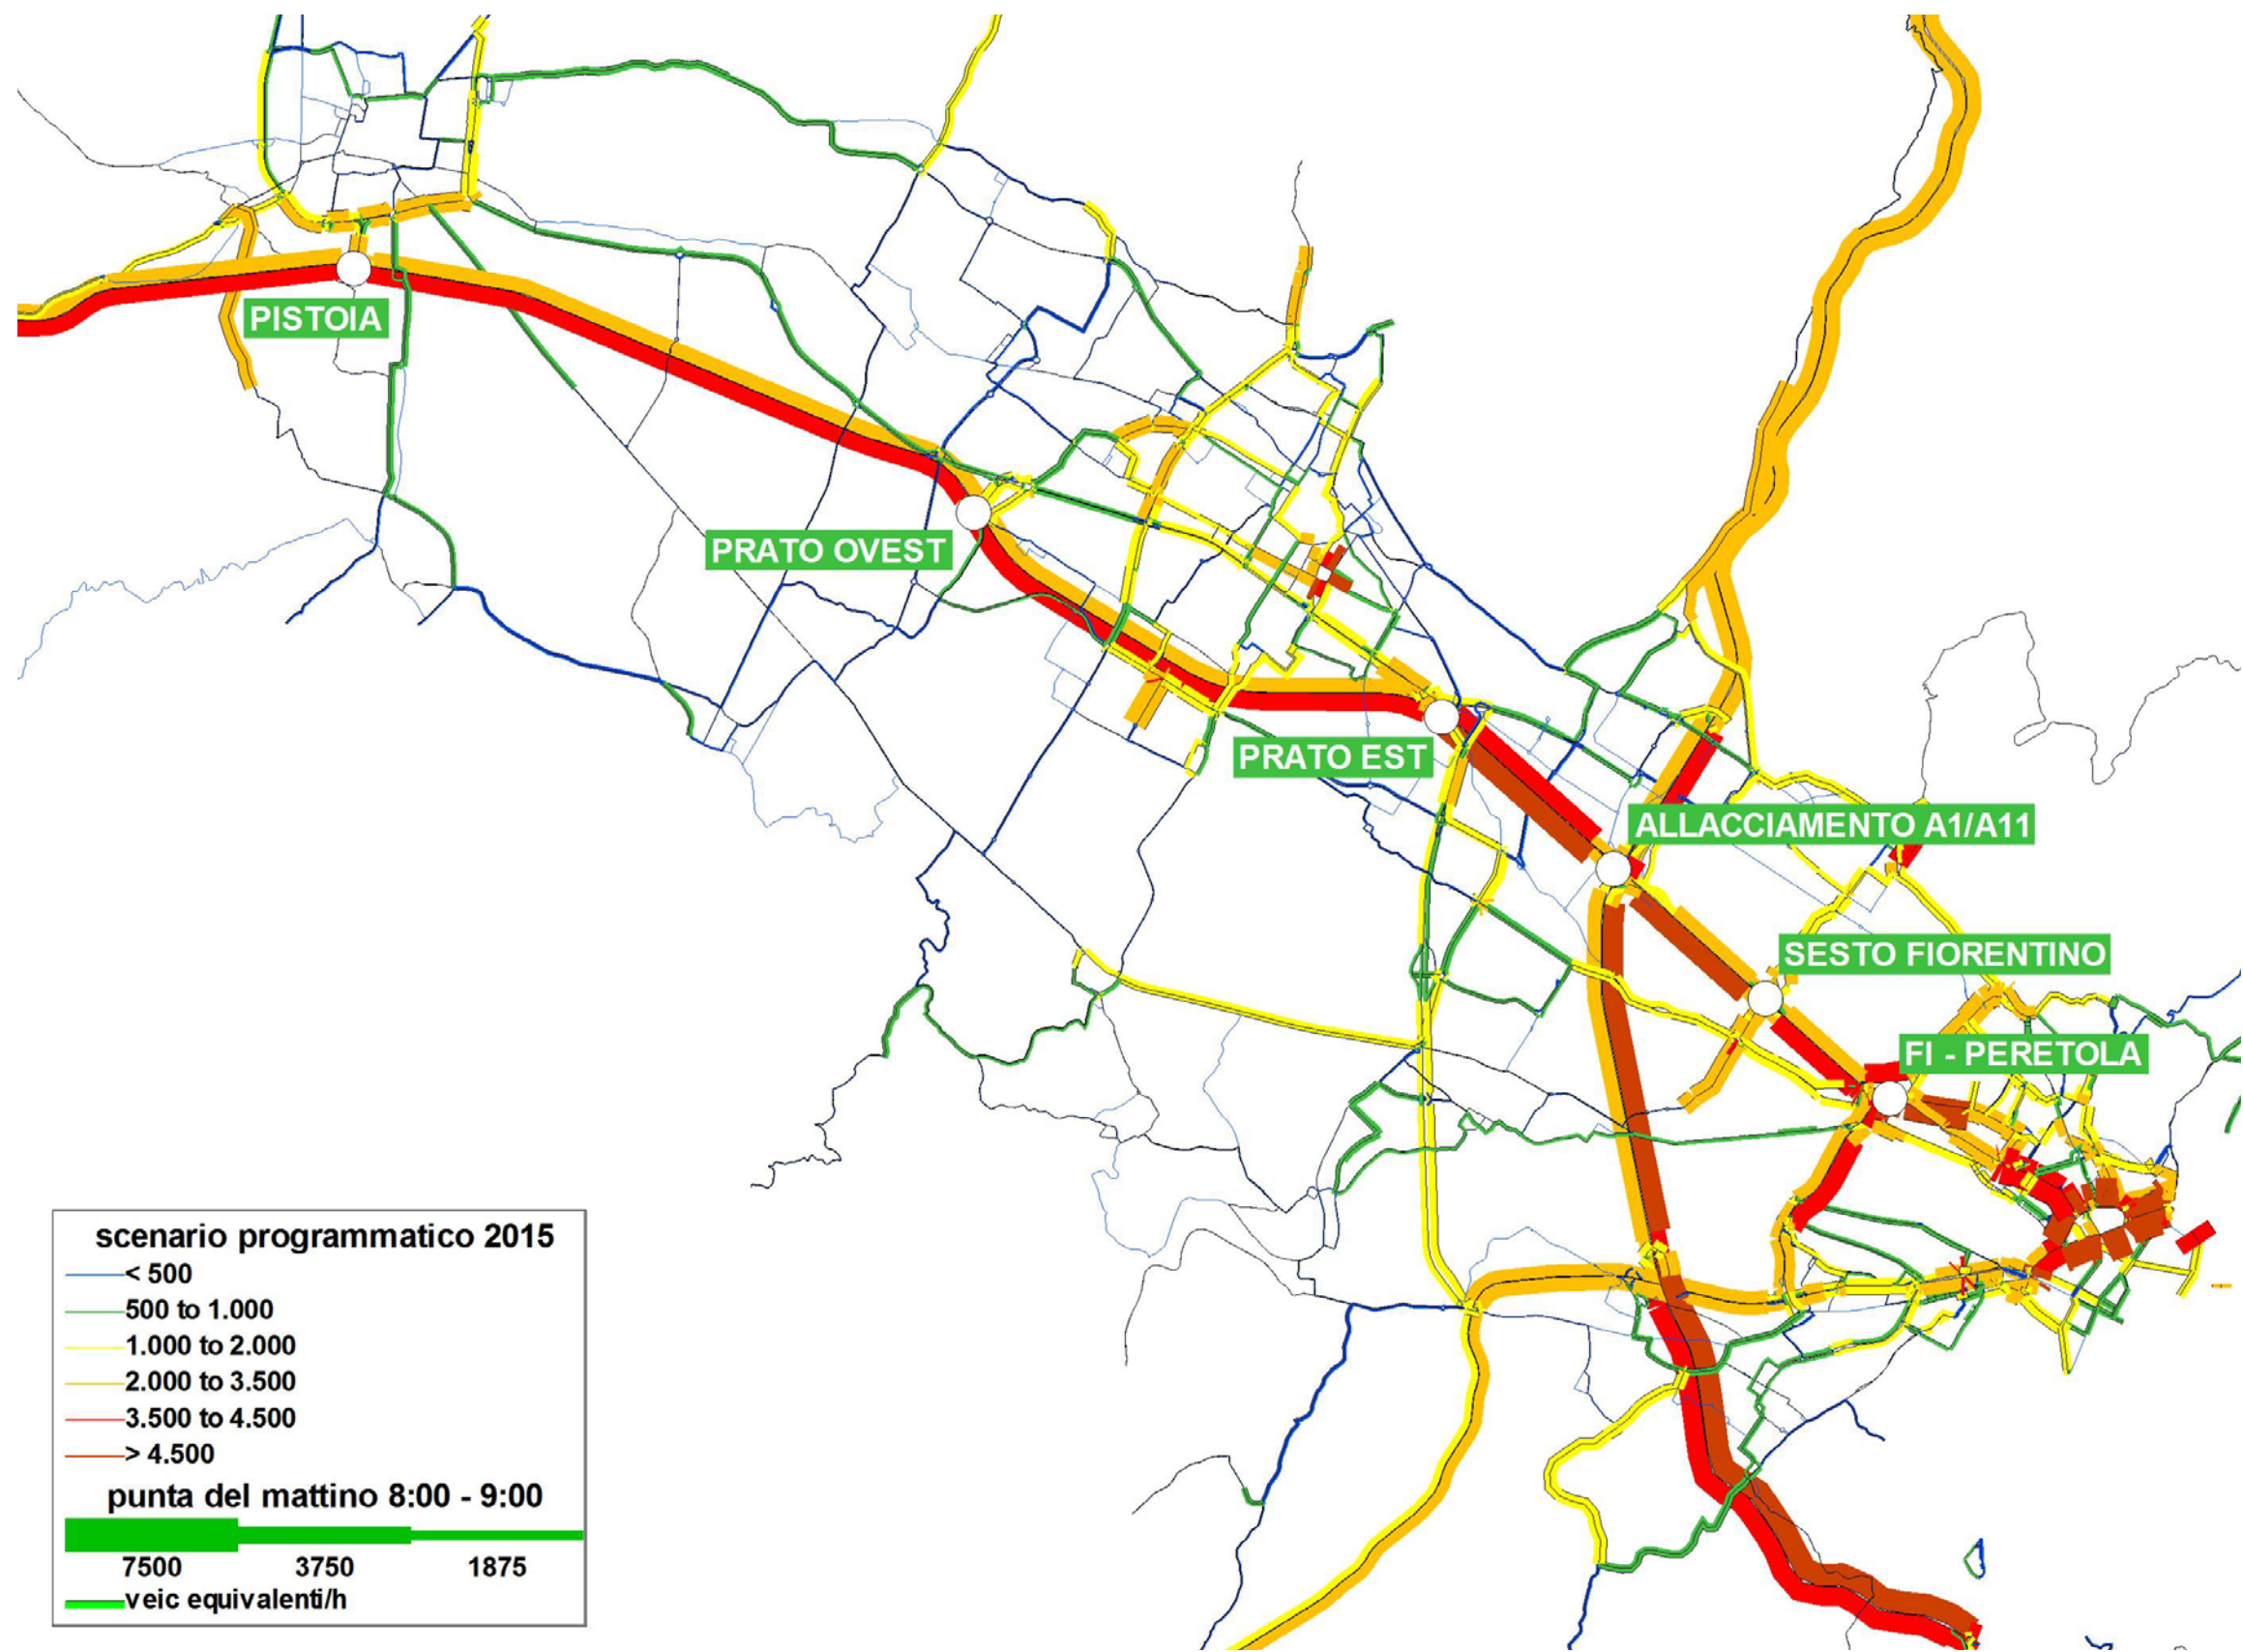 PISTOIA
PRATO OVEST
PRATO EST
ALLACCIAMENTO A1/A11
SESTO FIORENTINO
FI - PERETOLA
scenario programmatico 2015
< 500
500 to 1.000
1.000 to 2.000
2.000 to 3.500
3.500 to 4.500
> 4.500
punta del mattino 8:00 - 9:00
7500 3750 1875
veic equivalenti/h